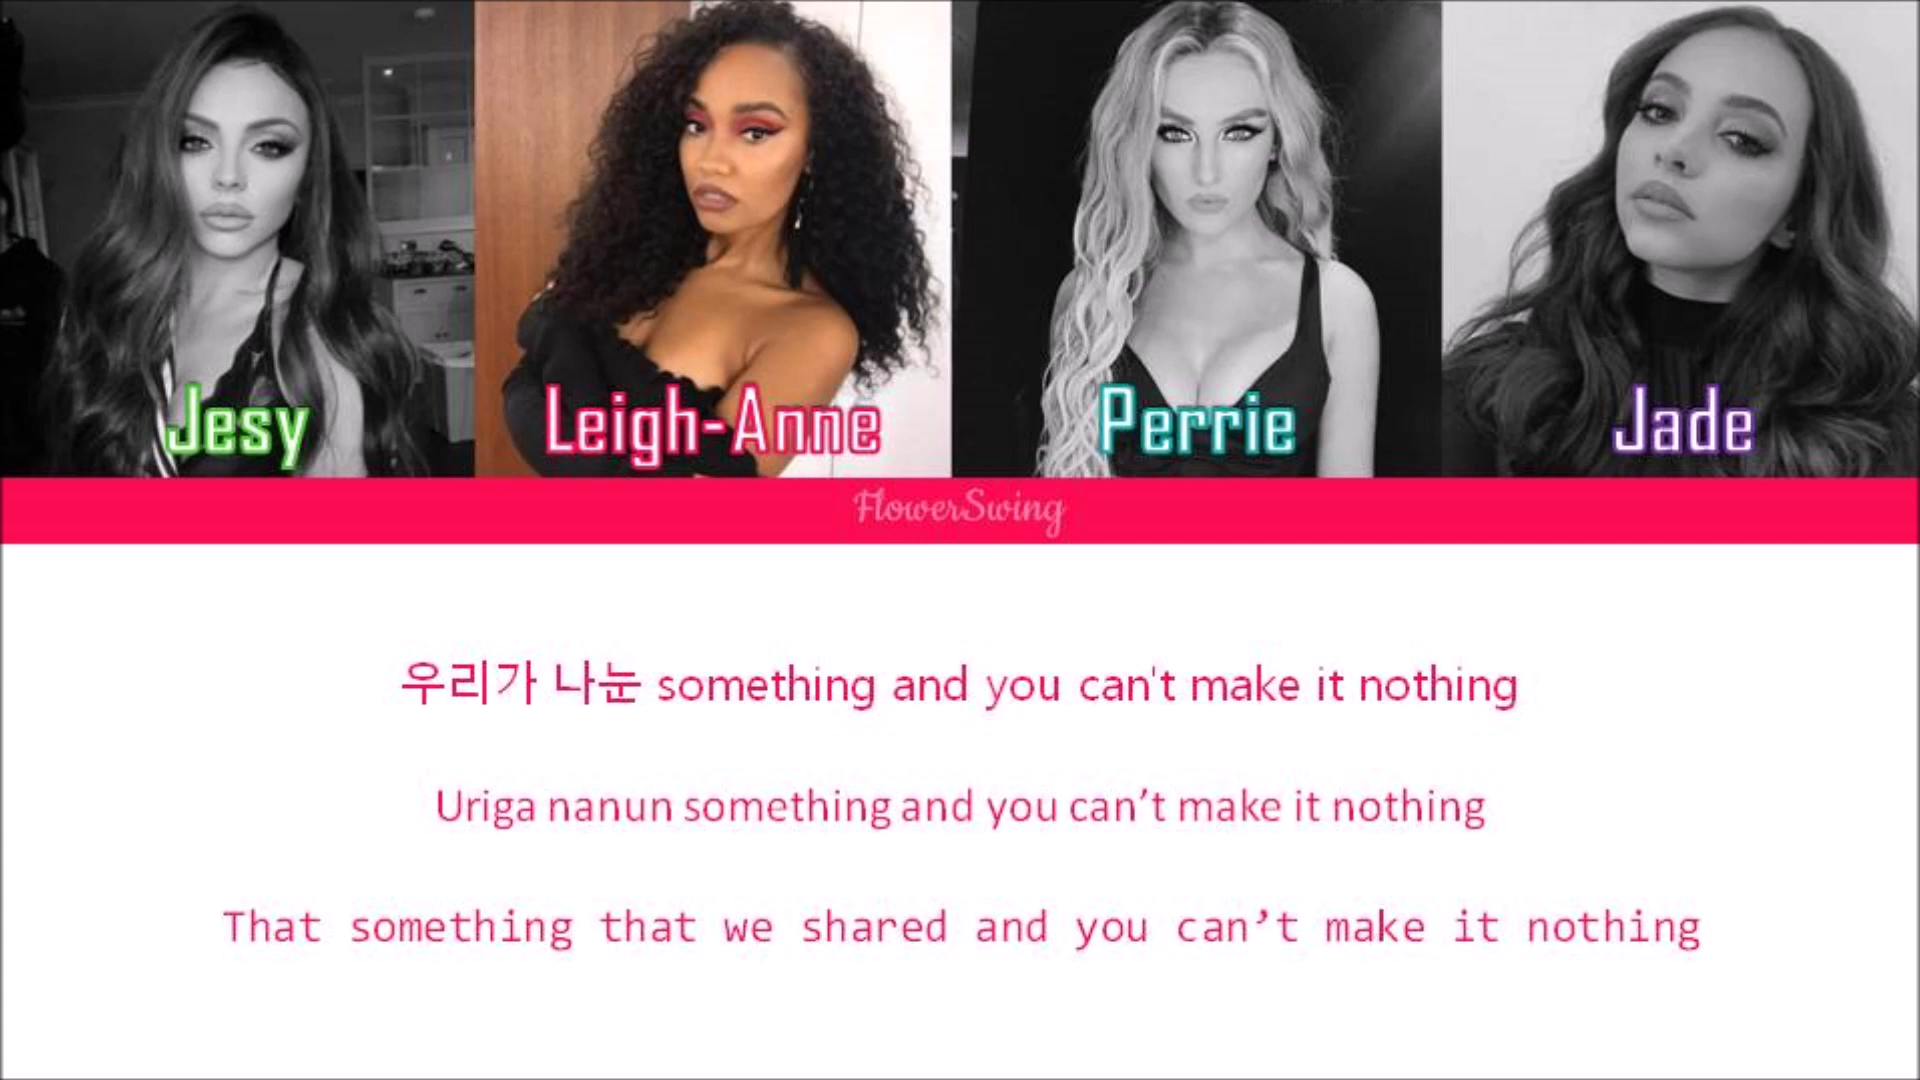 Jesy
Leigh-Anne
Perrie
Jade
FlowerSwing
우리가 나눈 something and you can't make it nothing
Uriga nanun something and you can’t make it nothing
That something that we shared and you can’t make it nothing